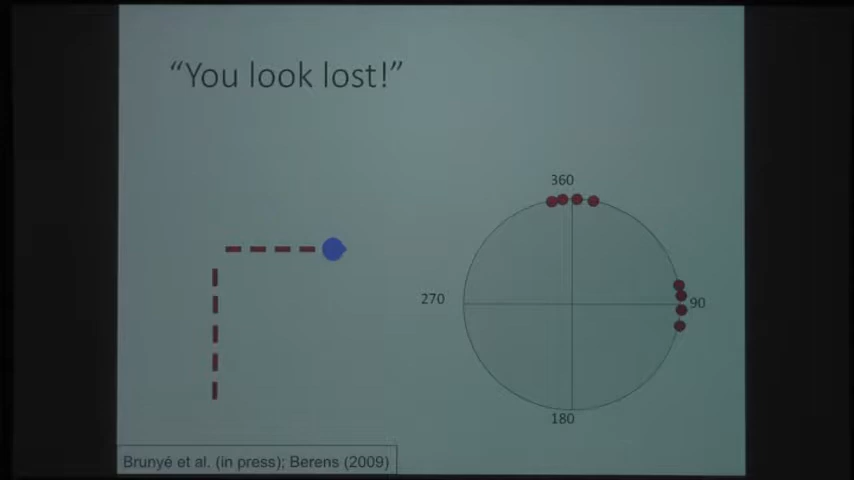 “You look lost!”
360
270
90
180
Brunyé et al. (in press); Berens (2009)